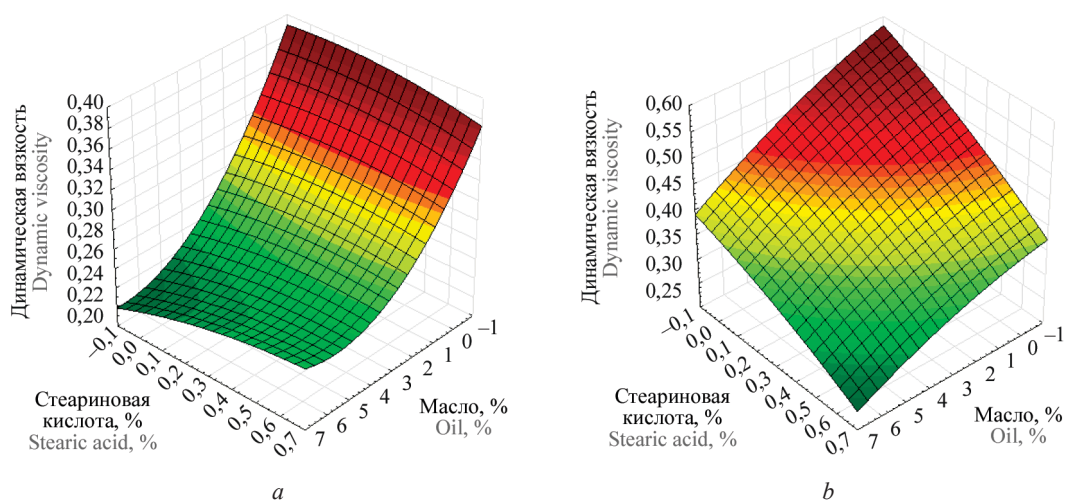 Динамическая вязкость
Dynamic viscosity
0,40
0,38
0,36
0,32
0,30
0,28
0,26
0,24
0,22
0,20
–0,1
0,0
0,1
0,2
0,3
0,4
0,5
0,6
0,7
Стеариновая
кислота, %
Stearic acid, %
7 6 5 4 3 2 1 0 –1
Масло, %
Oil, %
a
Динамическая вязкость
Dynamic viscosity
0,60
0,55
0,50
0,45
0,40
0,35
0,30
0,25
–0,1
0,0
0,1
0,2
0,3
0,4
0,5
0,6
0,7
Стеариновая
кислота, %
Stearic acid, %
7 6 5 4 3 2 1 0 –1
Масло, %
Oil, %
b